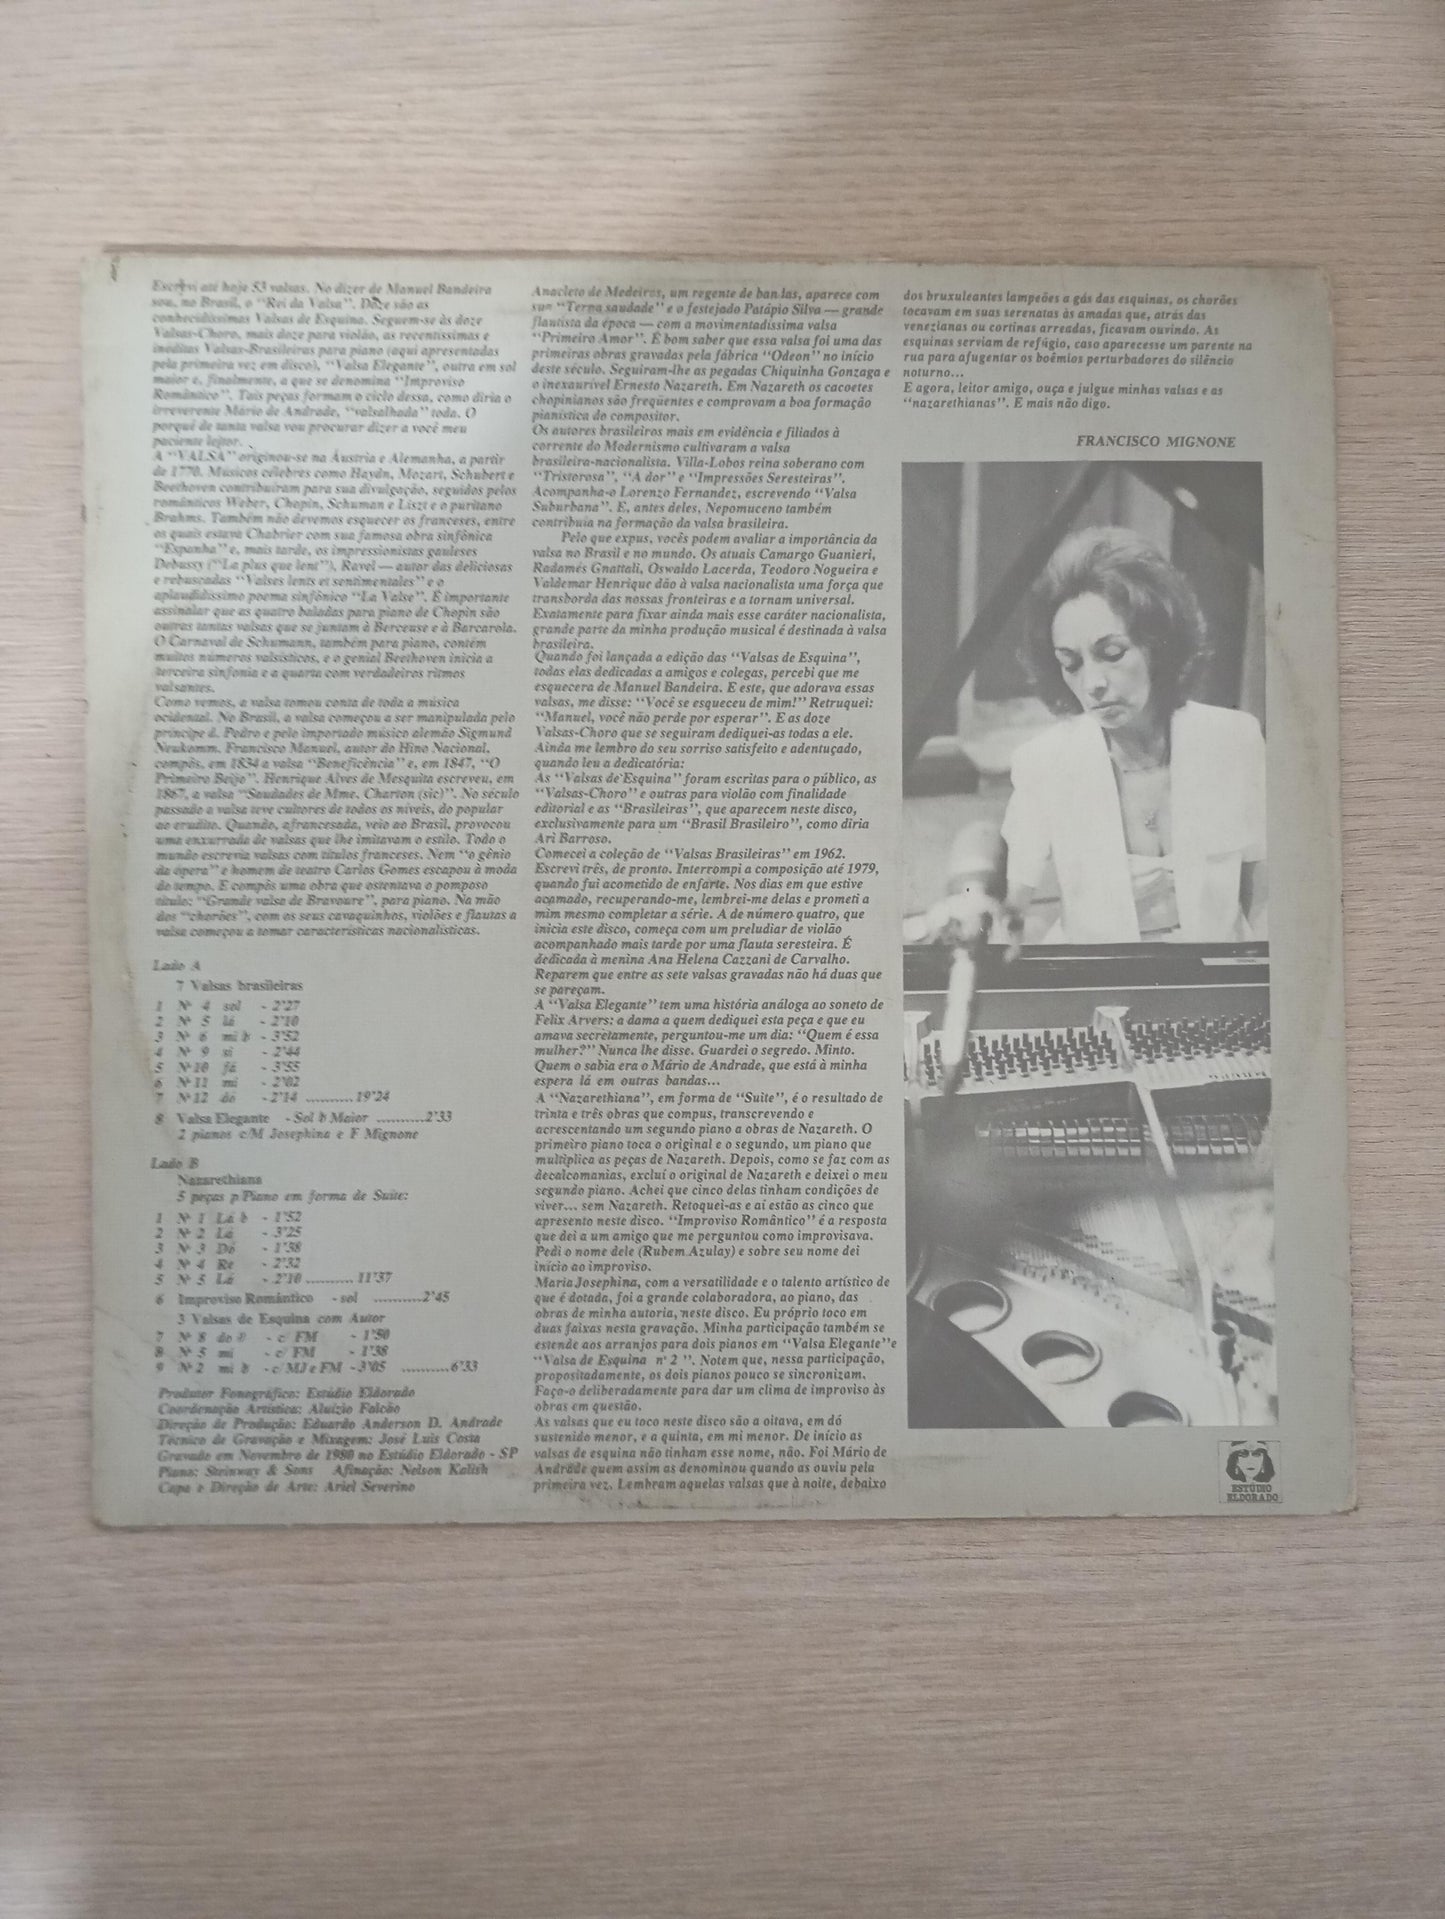 Escrevi até hoje 53 valsas. No dizer de Manuel Bandeira
sou, no Brasil, o "Rei da Valsa". Doze são as
conhecidíssimas Valsas de Esquina. Seguem-se às doze
Valsas-Choro, mais doze para violão, as recentíssimas e
inéditas Valsas-Brasileiras para piano (aqui apresentadas
pela primeira vez em disco), "Valsa Elegante", outra em sol
maior e, finalmente, a que se denomina "Improviso
Romântico". Tais peças formam o ciclo dessa, como diria o
irreverente Mário de Andrade, "valsalhada" toda. O
porquê de tanta valsa vou procurar dizer a você meu
paciente leitor.
A "VALSA" originou-se na Áustria e Alemanha, a partir
de 1770. Músicos célebres como Haydn, Mozart, Schubert e
Beethoven contribuíram para sua divulgação, seguidos pelos
românticos Weber, Chopin, Schuman e Liszt e o puritano
Brahms. Também não devemos esquecer os franceses, entre
os quais estava Chabrier com sua famosa obra sinfônica
"Espanha" e, mais tarde, os impressionistas gauleses
Debussy ("La plus que lent"), Ravel — autor das deliciosas
e rebuscadas "Valses lents et sentimentales" e o
aplaudidíssimo poema sinfônico "La Valse". É importante
assinalar que as quatro baladas para piano de Chopin são
outras tantas valsas que se juntam à Berceuse e à Barcarola.
O Carnaval de Schumann, também para piano, contém
muitos números valsísticos, e o genial Beethoven inicia a
terceira sinfonia e a quarta com verdadeiros ritmos
valsantes.
Como vemos, a valsa tomou conta de toda a música
ocidental. No Brasil, a valsa começou a ser manipulada pelo
príncipe d. Pedro e pelo importado músico alemão Sigmund
Neukomm. Francisco Manuel, autor do Hino Nacional,
compôs, em 1834 a valsa "Beneficência" e, em 1847, "O
Primeiro Beijo". Henrique Alves de Mesquita escreveu, em
1867, a valsa "Saudades de Mme. Charton (sic)". No século
passado a valsa teve cultores de todos os níveis, do popular
ao erudito. Quando, afrancesada, veio ao Brasil, provocou
uma enxurrada de valsas que lhe imitavam o estilo. Todo o
mundo escrevia valsas com títulos franceses. Nem "o gênio
da ópera" e homem de teatro Carlos Gomes escapou à moda
do tempo. E compôs uma obra que ostentava o pomposo
título: "Grande valsa de Bravoure", para piano. Na mão
dos "chorões", com os seus cavaquinhos, violões e flautas a
valsa começou a tomar características nacionalísticas.
Lado A
7 Valsas brasileiras
1 Nº 4 sol - 2'27
2 Nº 5 lá - 2'10
3 Nº 6 mi b - 3'52
4 Nº 9 si - 2'44
5 Nº 10 fá - 3'55
6 Nº 11 mi - 2'02
7 Nº 12 dó - 2'14 ........... 19'24
8 Valsa Elegante - Sol b Maior ...........2'33
2 pianos c/M Josephina e F Mignone
Lado B
Nazarethiana
5 peças p/Piano em forma de Suite:
1 Nº 1 Lá b - 1'52
2 Nº 2 Lá - 3'25
3 Nº 3 Dó - 1'58
4 Nº 4 Re - 2'32
5 Nº 5 Lá - 2'10 ........... 11'37
6 Improviso Romântico - sol ...........2'45
3 Valsas de Esquina com Autor
7 Nº 8 do # - c/ FM - 1'50
8 Nº 5 mi - c/ FM - 1'38
9 Nº 2 mi b - c/MJ e FM - 3'05 ...........6'33
Produtor Fonográfico: Estúdio Eldorado
Coordenação Artística: Aluízio Falcão
Direção de Produção: Eduardo Anderson D. Andrade
Técnico de Gravação e Mixagem: José Luis Costa
Gravado em Novembro de 1980 no Estúdio Eldorado - SP
Piano: Steinway & Sons Afinação: Nelson Kalish
Capa e Direção de Arte: Ariel Severino
Anacleto de Medeiros, um regente de bandas, aparece com
sua "Terna saudade" e o festejado Patápio Silva — grande
flautista da época — com a movimentadíssima valsa
"Primeiro Amor". É bom saber que essa valsa foi uma das
primeiras obras gravadas pela fábrica "Odeon" no início
deste século. Seguiram-lhe as pegadas Chiquinha Gonzaga e
o inexaurível Ernesto Nazareth. Em Nazareth os cacoetes
chopinianos são freqüentes e comprovam a boa formação
pianística do compositor.
Os autores brasileiros mais em evidência e filiados à
corrente do Modernismo cultivaram a valsa
brasileira-nacionalista. Villa-Lobos reina soberano com
"Tristorosa", "A dor" e "Impressões Seresteiras".
Acompanha-o Lorenzo Fernandez, escrevendo "Valsa
Suburbana". E, antes deles, Nepomuceno também
contribuía na formação da valsa brasileira.
Pelo que expus, vocês podem avaliar a importância da
valsa no Brasil e no mundo. Os atuais Camargo Guanieri,
Radamés Gnattali, Oswaldo Lacerda, Teodoro Nogueira e
Valdemar Henrique dão à valsa nacionalista uma força que
transborda das nossas fronteiras e a tornam universal.
Exatamente para fixar ainda mais esse caráter nacionalista,
grande parte da minha produção musical é destinada à valsa
brasileira.
Quando foi lançada a edição das "Valsas de Esquina",
todas elas dedicadas a amigos e colegas, percebi que me
esquecera de Manuel Bandeira. E este, que adorava essas
valsas, me disse: "Você se esqueceu de mim!" Retruquei:
"Manuel, você não perde por esperar". E as doze
Valsas-Choro que se seguiram dediquei-as todas a ele.
Ainda me lembro do seu sorriso satisfeito e adentuçado,
quando leu a dedicatória:
As "Valsas de Esquina" foram escritas para o público, as
"Valsas-Choro" e outras para violão com finalidade
editorial e as "Brasileiras", que aparecem neste disco,
exclusivamente para um "Brasil Brasileiro", como diria
Ari Barroso.
Comecei a coleção de "Valsas Brasileiras" em 1962.
Escrevi três, de pronto. Interrompi a composição até 1979,
quando fui acometido de enfarte. Nos dias em que estive
acamado, recuperando-me, lembrei-me delas e prometi a
mim mesmo completar a série. A de número quatro, que
inicia este disco, começa com um preludiar de violão
acompanhado mais tarde por uma flauta seresteira. É
dedicada à menina Ana Helena Cazzani de Carvalho.
Reparem que entre as sete valsas gravadas não há duas que
se pareçam.
A "Valsa Elegante" tem uma história análoga ao soneto de
Felix Arvers: a dama a quem dediquei esta peça e que eu
amava secretamente, perguntou-me um dia: "Quem é essa
mulher?" Nunca lhe disse. Guardei o segredo. Minto.
Quem o sabia era o Mário de Andrade, que está à minha
espera lá em outras bandas...
A "Nazarethiana", em forma de "Suite", é o resultado de
trinta e três obras que compus, transcrevendo e
acrescentando um segundo piano a obras de Nazareth. O
primeiro piano toca o original e o segundo, um piano que
multiplica as peças de Nazareth. Depois, como se faz com as
decalcomanias, excluí o original de Nazareth e deixei o meu
segundo piano. Achei que cinco delas tinham condições de
viver... sem Nazareth. Retoquei-as e aí estão as cinco que
apresento neste disco. "Improviso Romântico" é a resposta
que dei a um amigo que me perguntou como improvisava.
Pedi o nome dele (Rubem Azulay) e sobre seu nome dei
início ao improviso.
Maria Josephina, com a versatilidade e o talento artístico de
que é dotada, foi a grande colaboradora, ao piano, das
obras de minha autoria, neste disco. Eu próprio toco em
duas faixas nesta gravação. Minha participação também se
estende aos arranjos para dois pianos em "Valsa Elegante" e
"Valsa de Esquina nº 2 ". Notem que, nessa participação,
propositadamente, os dois pianos pouco se sincronizam.
Faço-o deliberadamente para dar um clima de improviso às
obras em questão.
As valsas que eu toco neste disco são a oitava, em dó
sustenido menor, e a quinta, em mi menor. De início as
valsas de esquina não tinham esse nome, não. Foi Mário de
Andrade quem assim as denominou quando as ouviu pela
primeira vez. Lembram aquelas valsas que à noite, debaixo
dos bruxuleantes lampeões a gás das esquinas, os chorões
tocavam em suas serenatas às amadas que, atrás das
venezianas ou cortinas arreadas, ficavam ouvindo. As
esquinas serviam de refúgio, caso aparecesse um parente na
rua para afugentar os boêmios perturbadores do silêncio
noturno...
E agora, leitor amigo, ouça e julgue minhas valsas e as
"nazarethianas". E mais não digo.
FRANCISCO MIGNONE
ESTÚDIO
ELDORADO